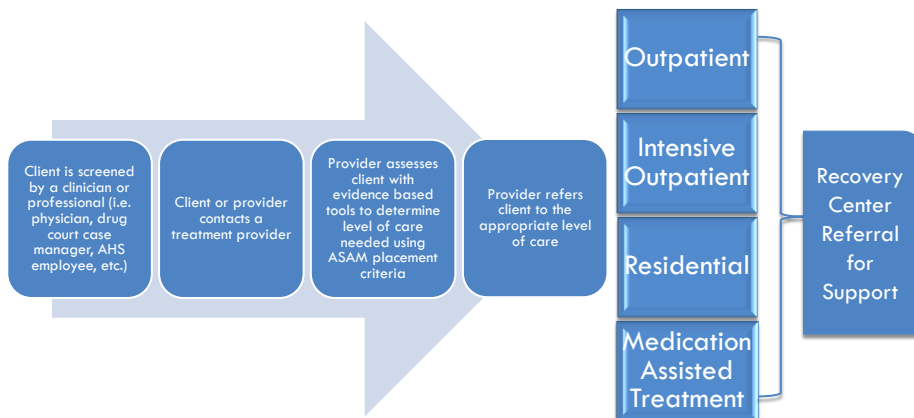 Client is screened
by a clinician or
professional (i.e.
physician, drug
court case
manager, AHS
employee, etc.)
Client or provider
contacts a
treatment provider
Provider assesses
client with
evidence based
tools to determine
level of care
needed using
ASAM placement
criteria
Provider refers
client to the
appropriate level
of care
Outpatient
Intensive
Outpatient
Residential
Medication
Assisted
Treatment
Recovery
Center
Referral
for
Support